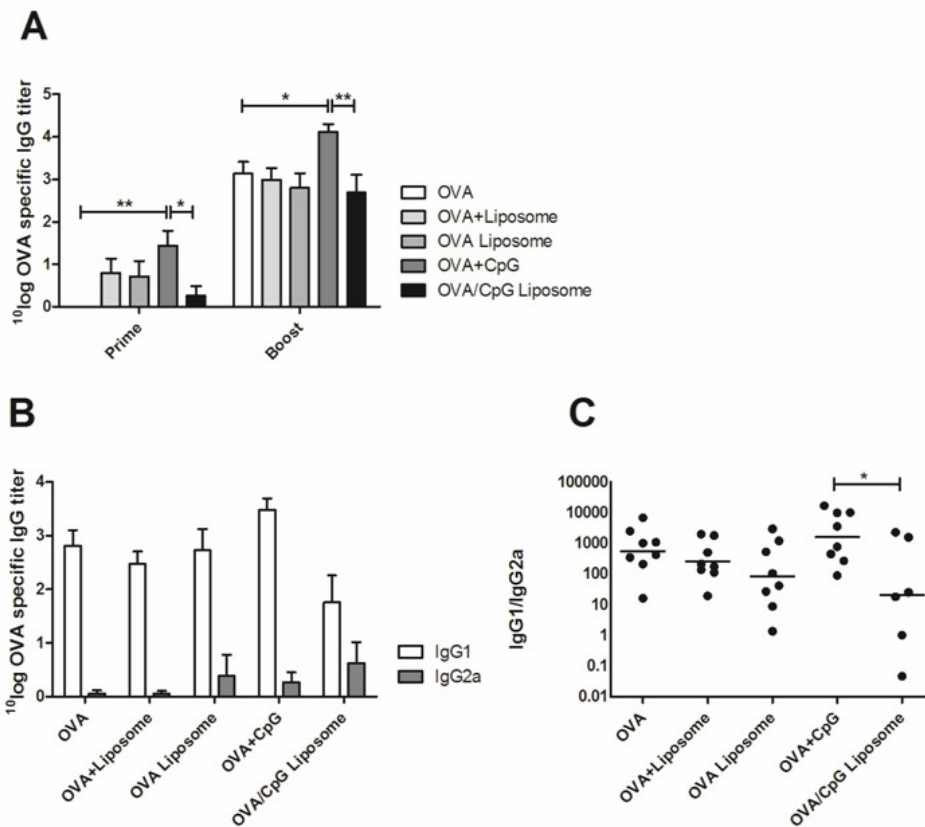 A
¹⁰log OVA specific IgG titer
5
4
3
2
1
0
*
**
**
*
Prime
Boost
OVA
OVA+Liposome
OVA Liposome
OVA+CpG
OVA/CpG Liposome
B
¹⁰log OVA specific IgG titer
4
3
2
1
0
OVA
OVA+Liposome
OVA Liposome
OVA+CpG
OVA/CpG Liposome
IgG1
IgG2a
C
IgG1/IgG2a
100000
10000
1000
100
10
1
0.1
0.01
*
OVA
OVA+Liposome
OVA Liposome
OVA+CpG
OVA/CpG Liposome